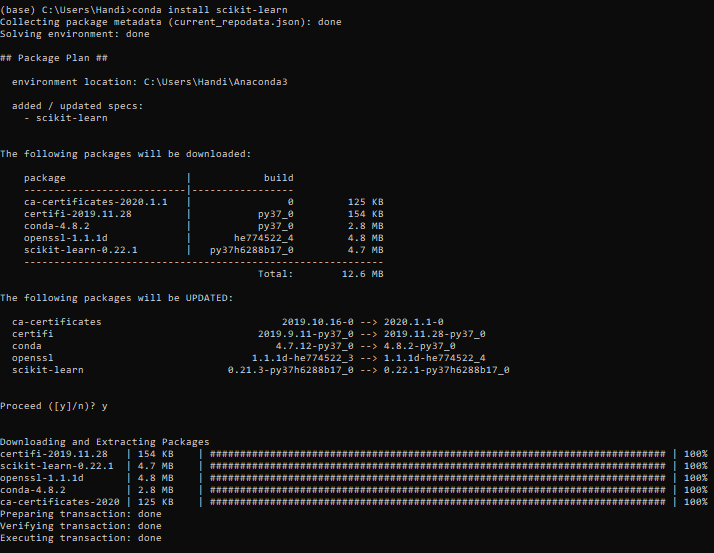 (base) C:\Users\Handi>conda install scikit-learn
Collecting package metadata (current_repodata.json): done
Solving environment: done
## Package Plan ##
environment location: C:\Users\Handi\Anaconda3
added / updated specs:
- scikit-learn
The following packages will be downloaded:
package | build
---------------------------|-----------------
ca-certificates-2020.1.1 | 0 125 KB
certifi-2019.11.28 | py37_0 154 KB
conda-4.8.2 | py37_0 2.8 MB
openssl-1.1.1d | he774522_4 4.8 MB
scikit-learn-0.22.1 | py37h6288b17_0 4.7 MB
------------------------------------------------------------
Total: 12.6 MB
The following packages will be UPDATED:
ca-certificates 2019.10.16-0 --> 2020.1.1-0
certifi 2019.9.11-py37_0 --> 2019.11.28-py37_0
conda 4.7.12-py37_0 --> 4.8.2-py37_0
openssl 1.1.1d-he774522_3 --> 1.1.1d-he774522_4
scikit-learn 0.21.3-py37h6288b17_0 --> 0.22.1-py37h6288b17_0
Proceed ([y]/n)? y
Downloading and Extracting Packages
certifi-2019.11.28 | 154 KB | ############################################################################ | 100%
scikit-learn-0.22.1 | 4.7 MB | ############################################################################ | 100%
openssl-1.1.1d | 4.8 MB | ############################################################################ | 100%
conda-4.8.2 | 2.8 MB | ############################################################################ | 100%
ca-certificates-2020 | 125 KB | ############################################################################ | 100%
Preparing transaction: done
Verifying transaction: done
Executing transaction: done